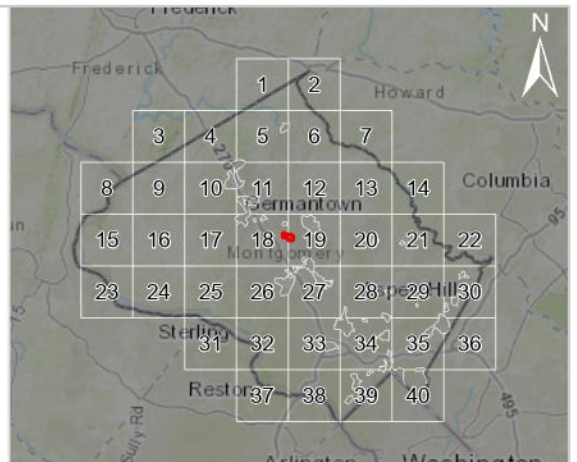 Frederick
N
Frederick
1 2
Howard
3 4 5 6 7
270
8 9 10 11 12 13 14
Columbia
Germantown
95
15 16 17 18 19 20 21 22
Montgomery
23 24 25 26 27 28 29 30
Aspen Hill
15
Sterling
31 32 33 34 35 36
Reston
37 38 39 40
495
Sully Rd
Arlington
Washington